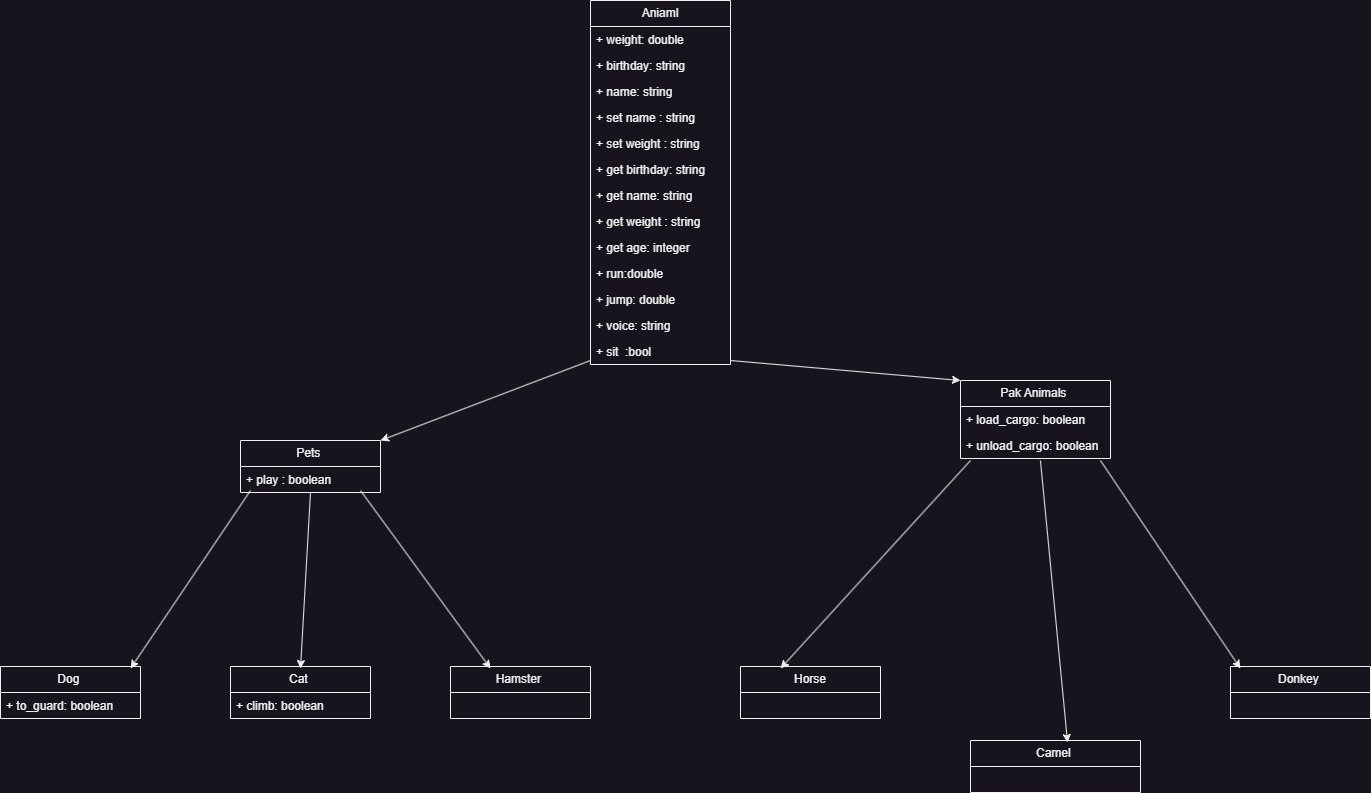 Aniaml
+ weight: double
+ birthday: string
+ name: string
+ set name : string
+ set weight : string
+ get birthday: string
+ get name: string
+ get weight : string
+ get age: integer
+ run:double
+ jump: double
+ voice: string
+ sit  :bool
Pak Animals
+ load_cargo: boolean
+ unload_cargo: boolean
Pets
+ play : boolean
Dog
+ to_guard: boolean
Cat
+ climb: boolean
Hamster
Horse
Donkey
Camel